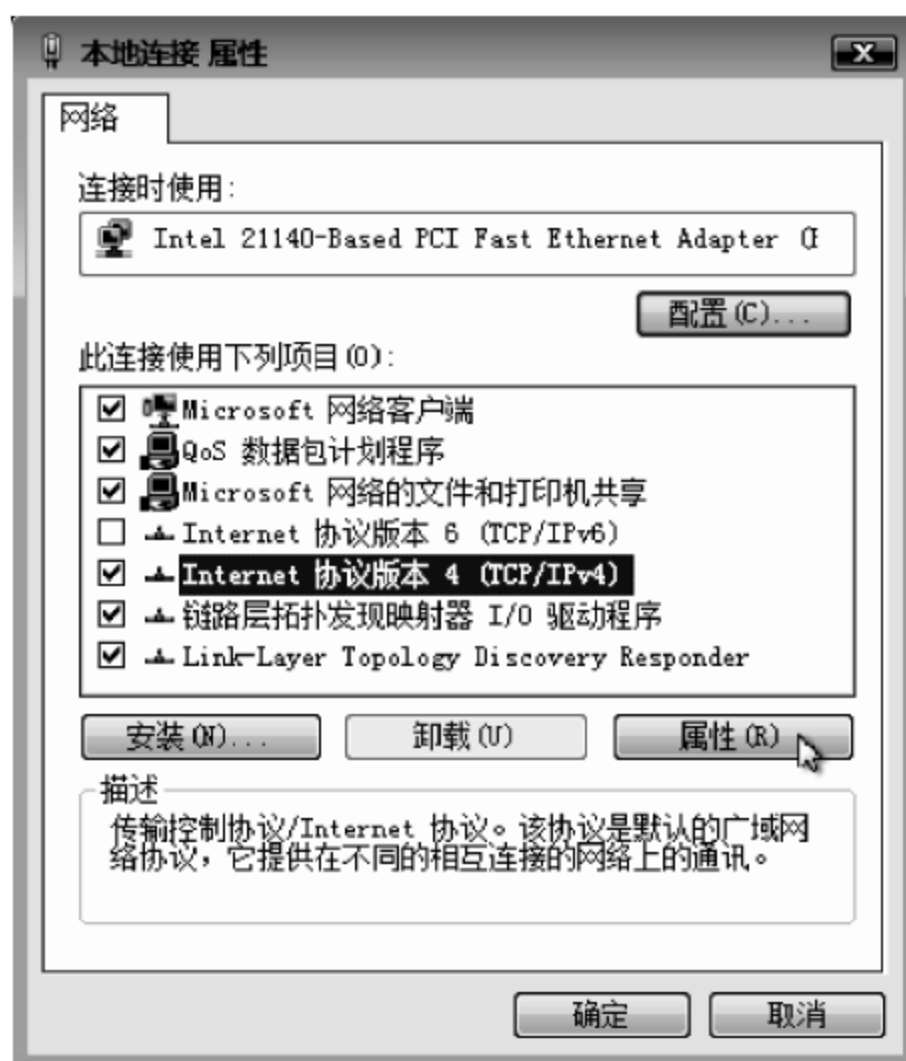 本地连接 属性
网络
连接时使用:
Intel 21140-Based PCI Fast Ethernet Adapter (E
配置(C)...
此连接使用下列项目(O):
Microsoft 网络客户端
QoS 数据包计划程序
Microsoft 网络的文件和打印机共享
Internet 协议版本 6 (TCP/IPv6)
Internet 协议版本 4 (TCP/IPv4)
链路层拓扑发现映射器 I/O 驱动程序
Link-Layer Topology Discovery Responder
安装(N)... 卸载(U) 属性(R)
描述
传输控制协议/Internet 协议。该协议是默认的广域网
络协议，它提供在不同的相互连接的网络上的通讯。
确定 取消